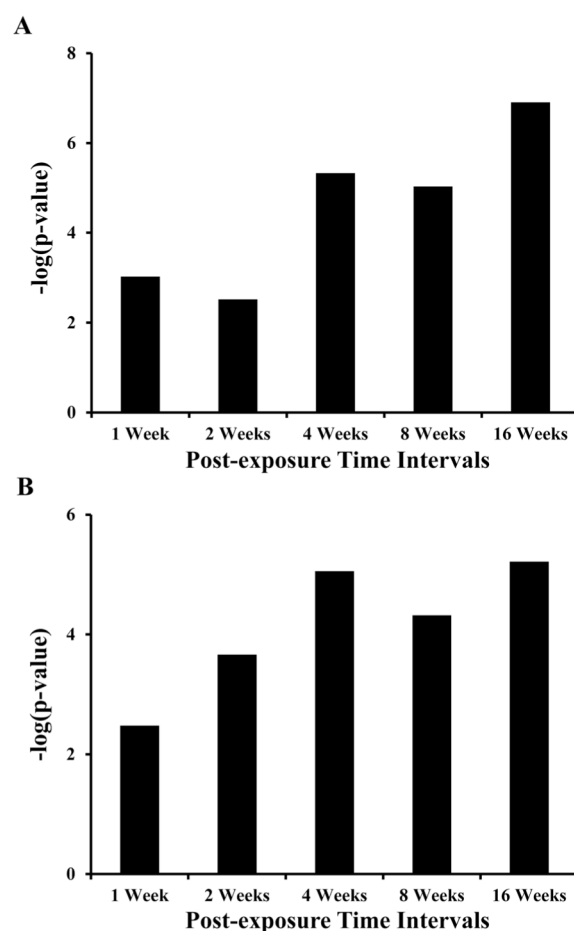 A
8
6
4
2
0
-log(p-value)
1 Week 2 Weeks 4 Weeks 8 Weeks 16 Weeks
Post-exposure Time Intervals
B
6
4
2
0
-log(p-value)
1 Week 2 Weeks 4 Weeks 8 Weeks 16 Weeks
Post-exposure Time Intervals